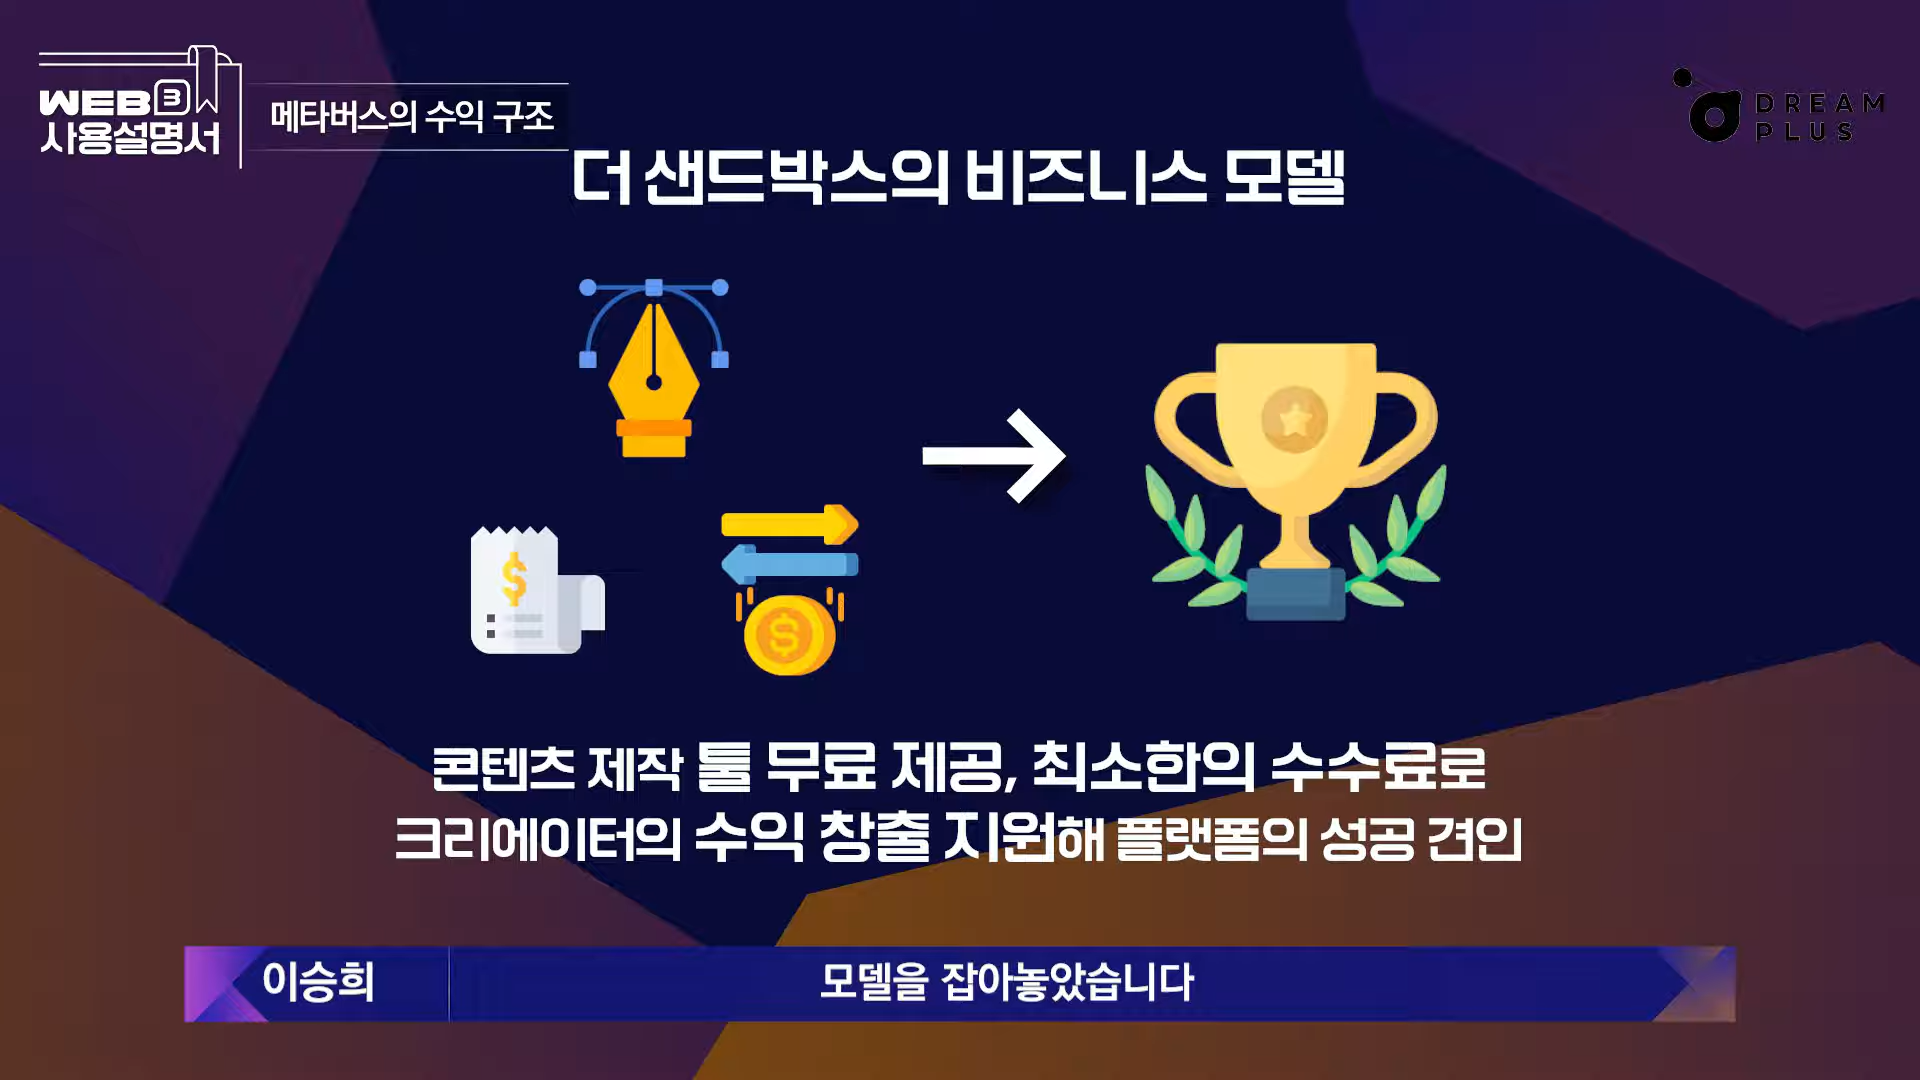 WEB3
사용설명서
메타버스의 수익 구조
DREAM
PLUS
더 샌드박스의 비즈니스 모델
$
$
콘텐츠 제작 툴 무료 제공, 최소한의 수수료로
크리에이터의 수익 창출 지원해 플랫폼의 성공 견인
이승희
모델을 잡아놓았습니다